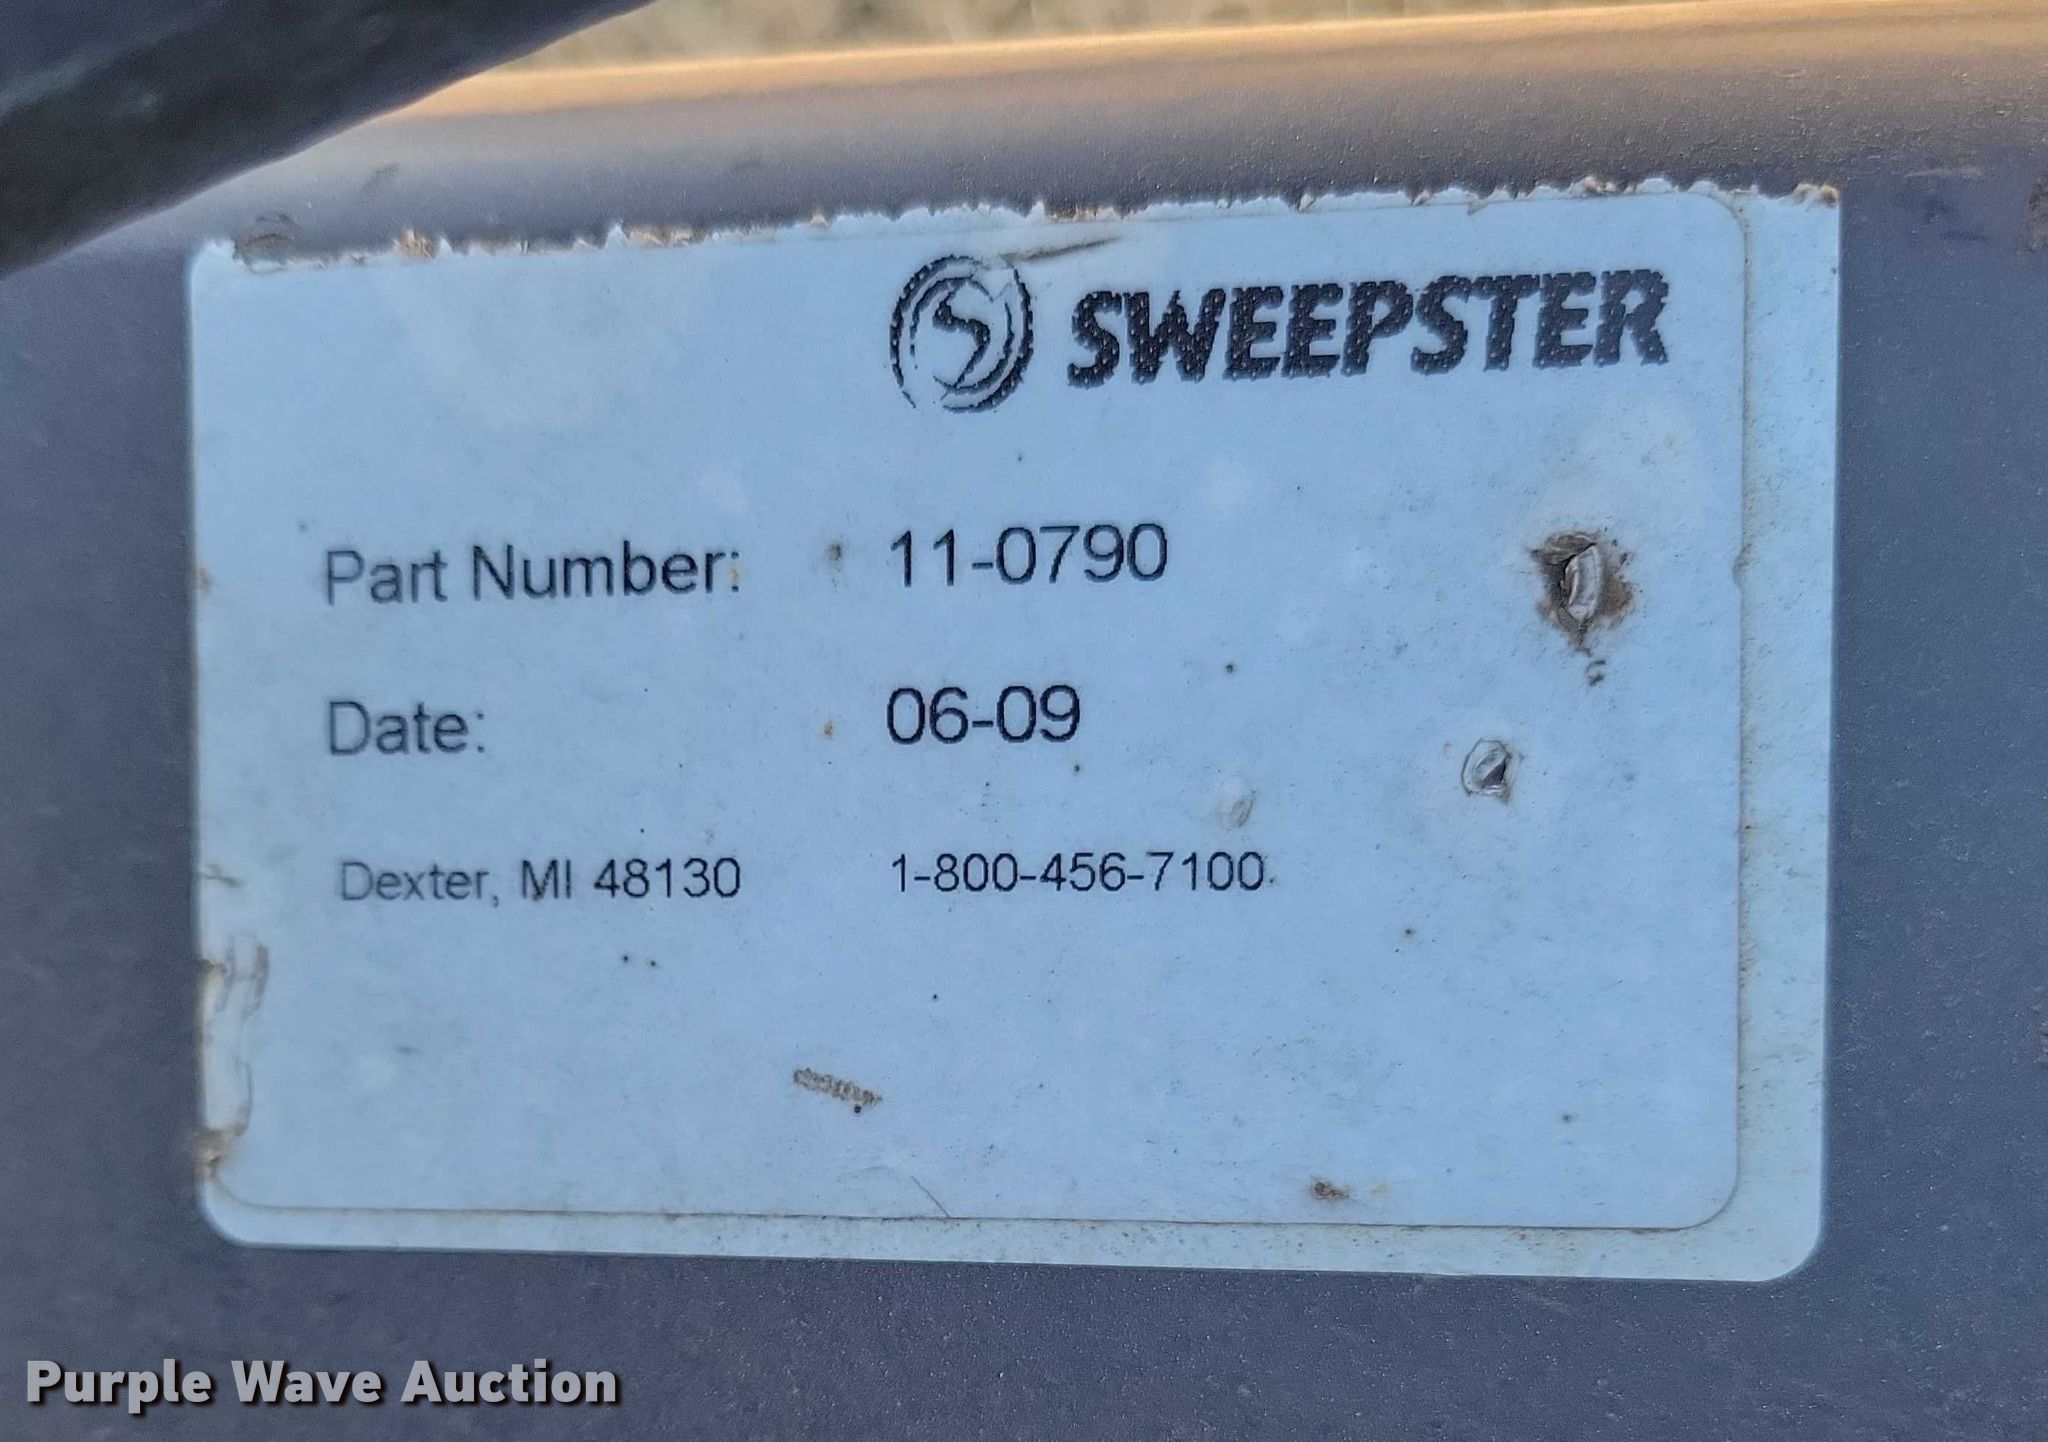 SWEEPSTER
Part Number: 11-0790
Date: 06-09
Dexter, MI 48130 1-800-456-7100
Purple Wave Auction